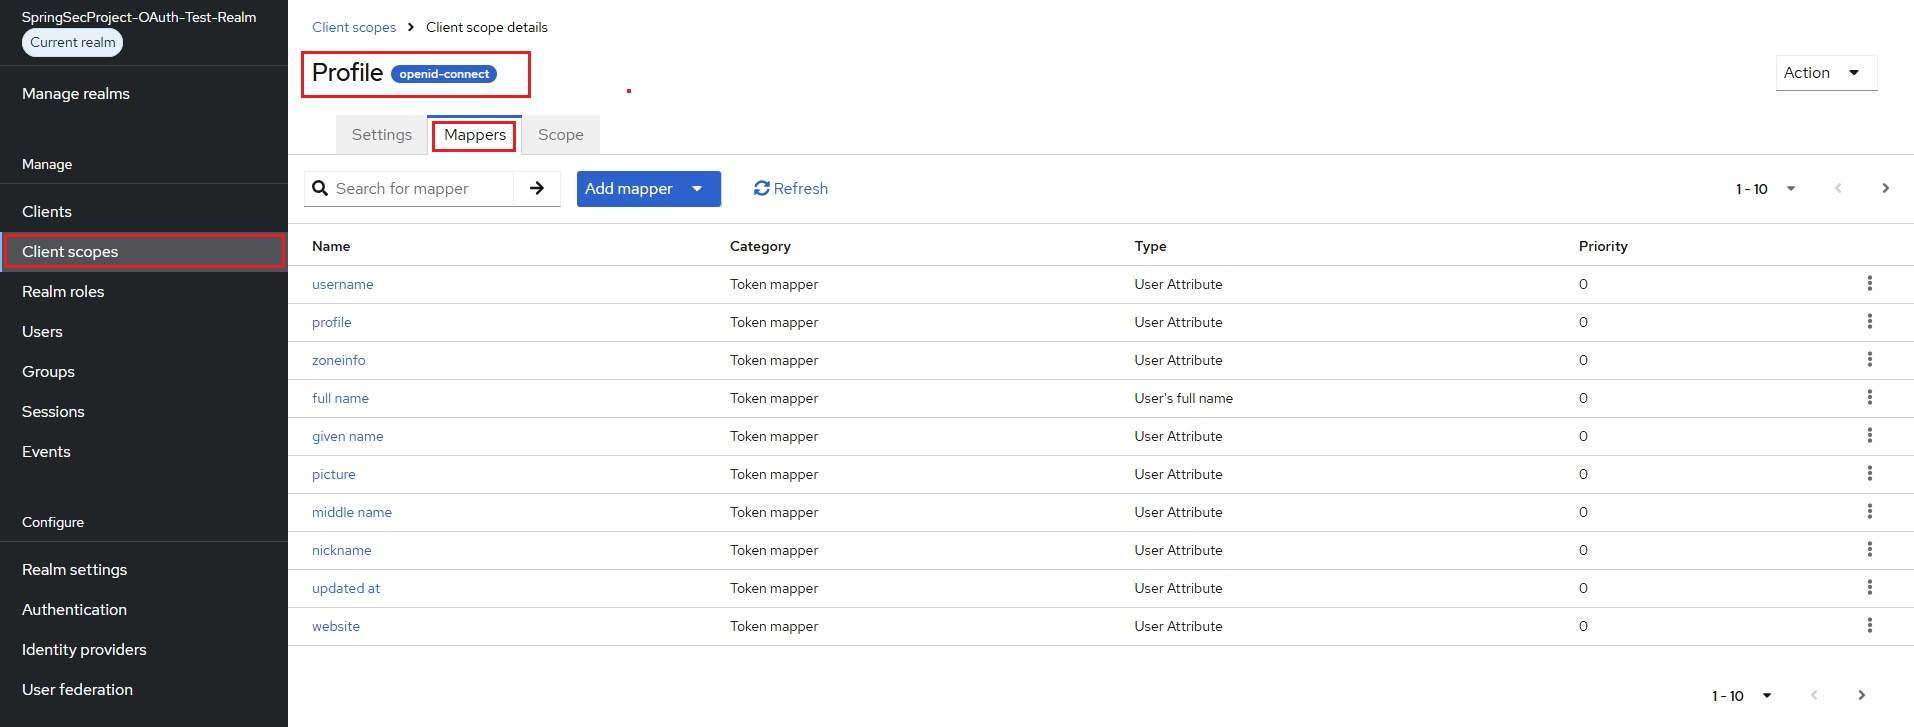 SpringSecProject-OAuth-Test-Realm
Current realm
Manage realms
Manage
Clients
Client scopes
Realm roles
Users
Groups
Sessions
Events
Configure
Realm settings
Authentication
Identity providers
User federation
Client scopes Client scope details
Profile openid-connect
Action
Settings Mappers Scope
Search for mapper Add mapper Refresh 1 - 10
Name Category Type Priority
username Token mapper User Attribute 0
profile Token mapper User Attribute 0
zoneinfo Token mapper User Attribute 0
full name Token mapper User's full name 0
given name Token mapper User Attribute 0
picture Token mapper User Attribute 0
middle name Token mapper User Attribute 0
nickname Token mapper User Attribute 0
updated at Token mapper User Attribute 0
website Token mapper User Attribute 0
1 - 10